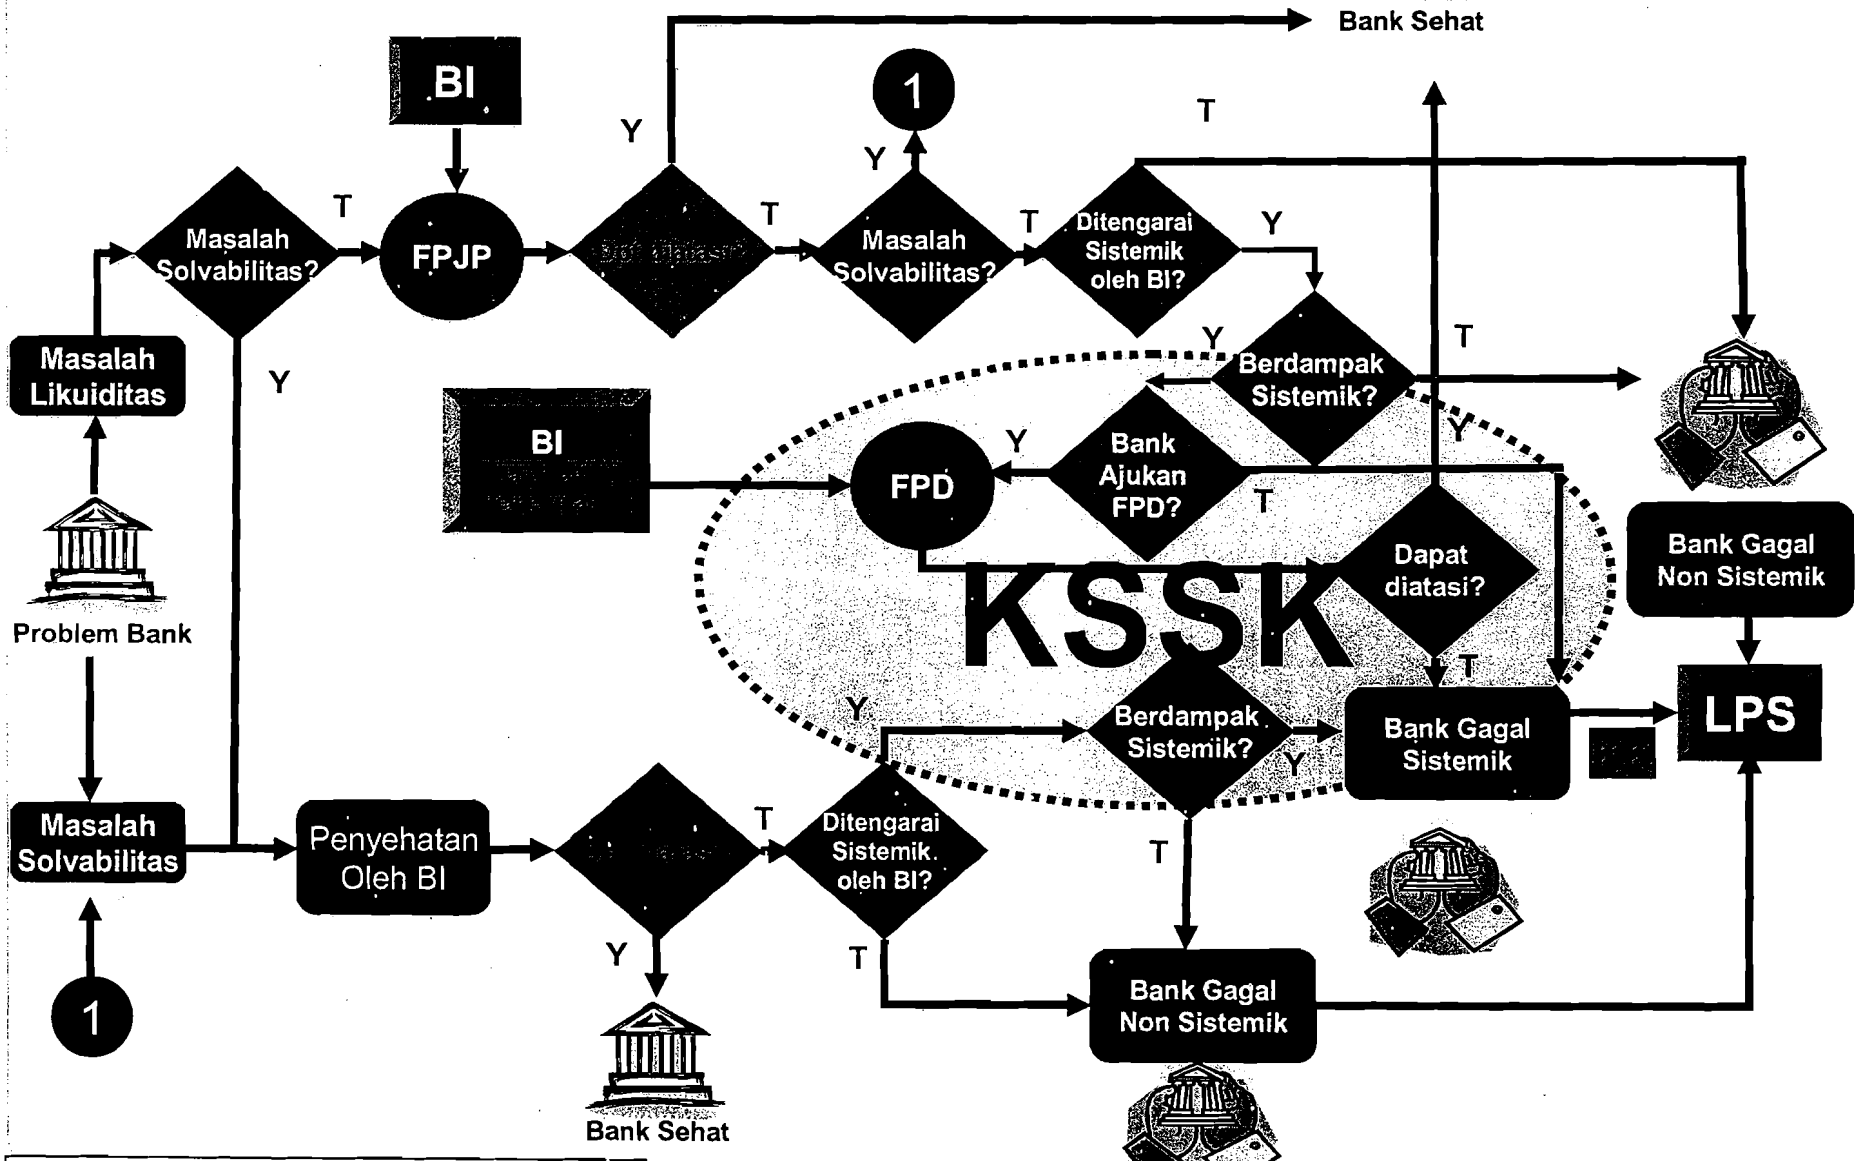 Bank Sehat
BI
1
T
Y
Y
T
T
T
Y
Masalah
Solvabilitas?
FPJP
Masalah
Solvabilitas?
Ditengarai
Sistemik
oleh BI?
Masalah
Likuiditas
Y
Y
T
Berdampak
Sistemik?
BI
FPD
Y
Bank
Ajukan
FPD?
T
Y
Bank Gagal
Non Sistemik
Dapat
diatasi?
KSSK
Problem Bank
T
LPS
Y
Berdampak
Sistemik?
Y
Bank Gagal
Sistemik
Masalah
Solvabilitas
Penyehatan
Oleh BI
T
Ditengarai
Sistemik.
oleh BI?
T
Y
T
1
Bank Gagal
Non Sistemik
Bank Sehat